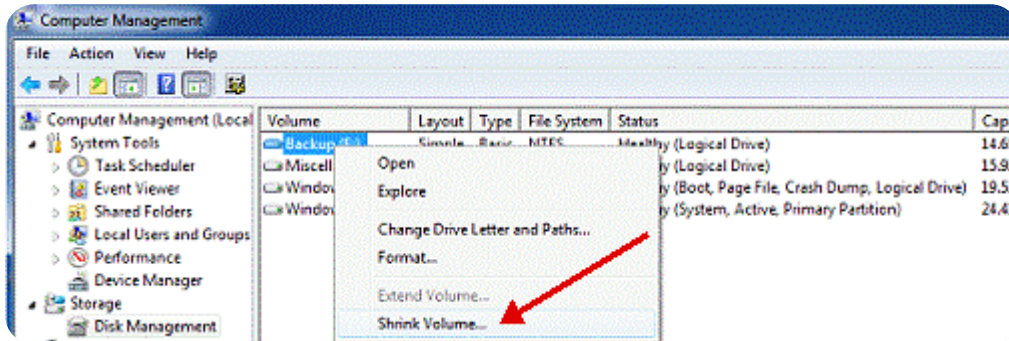 Computer Management
File Action View Help
Computer Management (Local
System Tools
Task Scheduler
Event Viewer
Shared Folders
Local Users and Groups
Performance
Device Manager
Storage
Disk Management
Volume Layout Type File System Status Cap
Backup Simple Basic NTFS Healthy (Logical Drive) 14.6
Miscell y (Logical Drive) 15.9
Window y (Boot, Page File, Crash Dump, Logical Drive) 19.5
Window y (System, Active, Primary Partition) 24.4
Open
Explore
Change Drive Letter and Paths...
Format...
Extend Volume...
Shrink Volume...